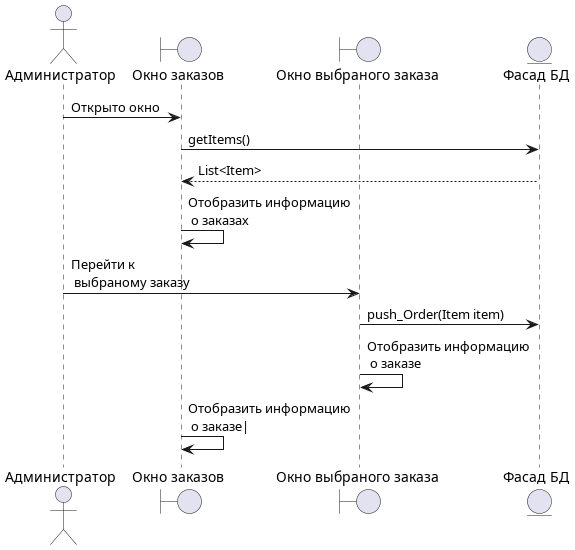 Администратор
Окно заказов
Окно выбраного заказа
Фасад БД
Открыто окно
getItems()
List<Item>
Отобразить информацию
о заказах
Перейти к
выбраному заказу
push_Order(Item item)
Отобразить информацию
о заказе
Отобразить информацию
о заказе|
Администратор
Окно заказов
Окно выбраного заказа
Фасад БД